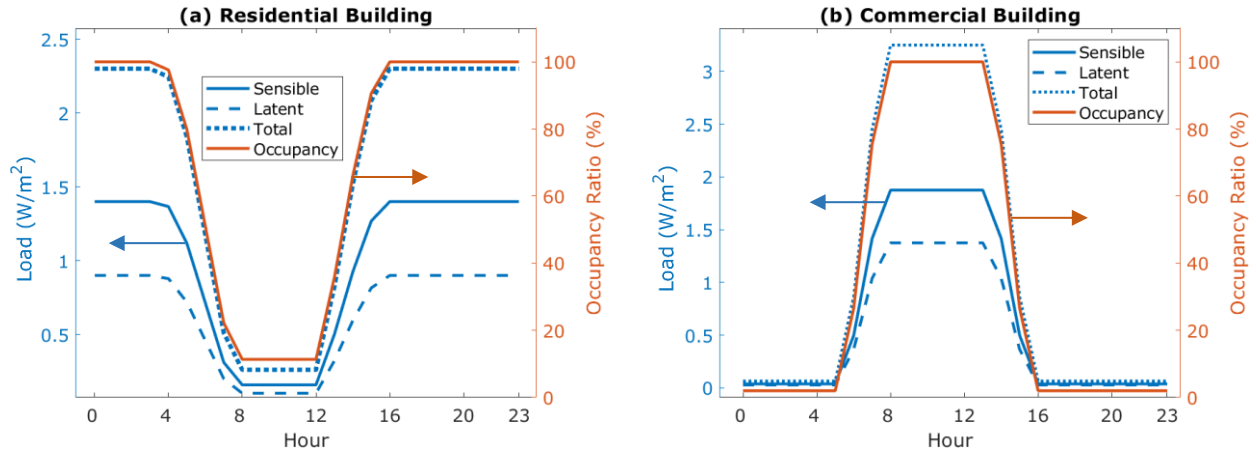 (a) Residential Building
Load (W/m²)
2.5
2
1.5
1
0.5
0
4
8
12
16
20
23
Hour
100
80
60
40
20
0
Occupancy Ratio (%)
Sensible
Latent
Total
Occupancy
(b) Commercial Building
Load (W/m²)
3
2.5
2
1.5
1
0.5
0
0
4
8
12
16
20
23
Hour
100
80
60
40
20
0
Occupancy Ratio (%)
Sensible
Latent
Total
Occupancy